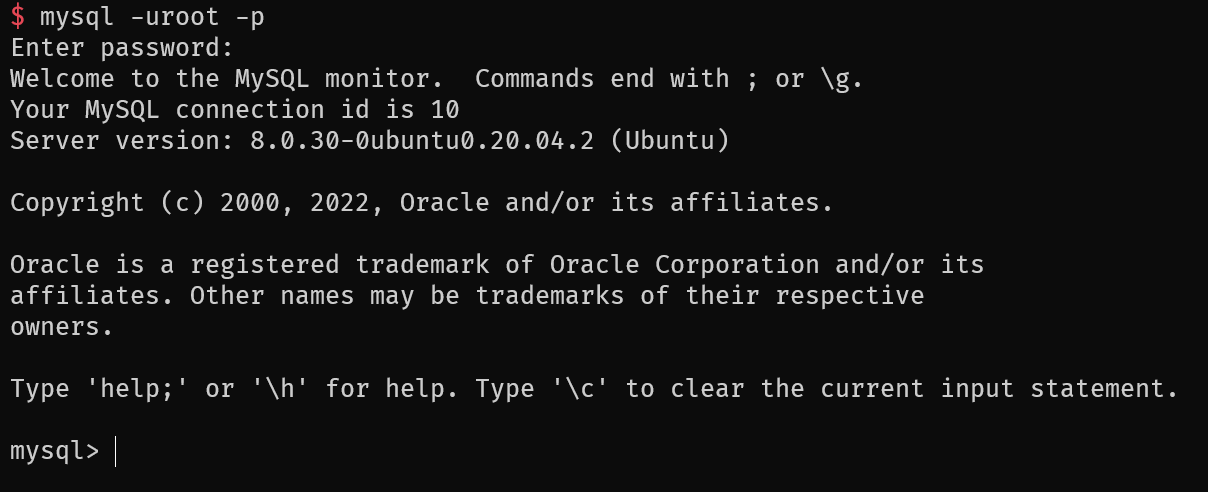 $ mysql -uroot -p
Enter password:
Welcome to the MySQL monitor.  Commands end with ; or \g.
Your MySQL connection id is 10
Server version: 8.0.30-0ubuntu0.20.04.2 (Ubuntu)
Copyright (c) 2000, 2022, Oracle and/or its affiliates.
Oracle is a registered trademark of Oracle Corporation and/or its
affiliates. Other names may be trademarks of their respective
owners.
Type 'help;' or '\h' for help. Type '\c' to clear the current input statement.
mysql>